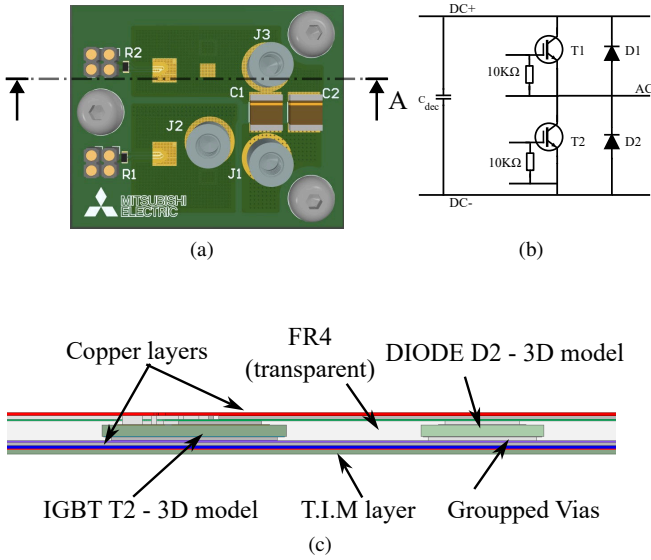 R2
J3
C1
C2
A
J2
R1
J1
MITSUBISHI
ELECTRIC
(a)
DC+
T1
D1
10KΩ
AC
Cdec
T2
D2
10KΩ
DC-
(b)
Copper layers
FR4
(transparent)
DIODE D2 - 3D model
IGBT T2 - 3D model
T.I.M layer
Groupped Vias
(c)